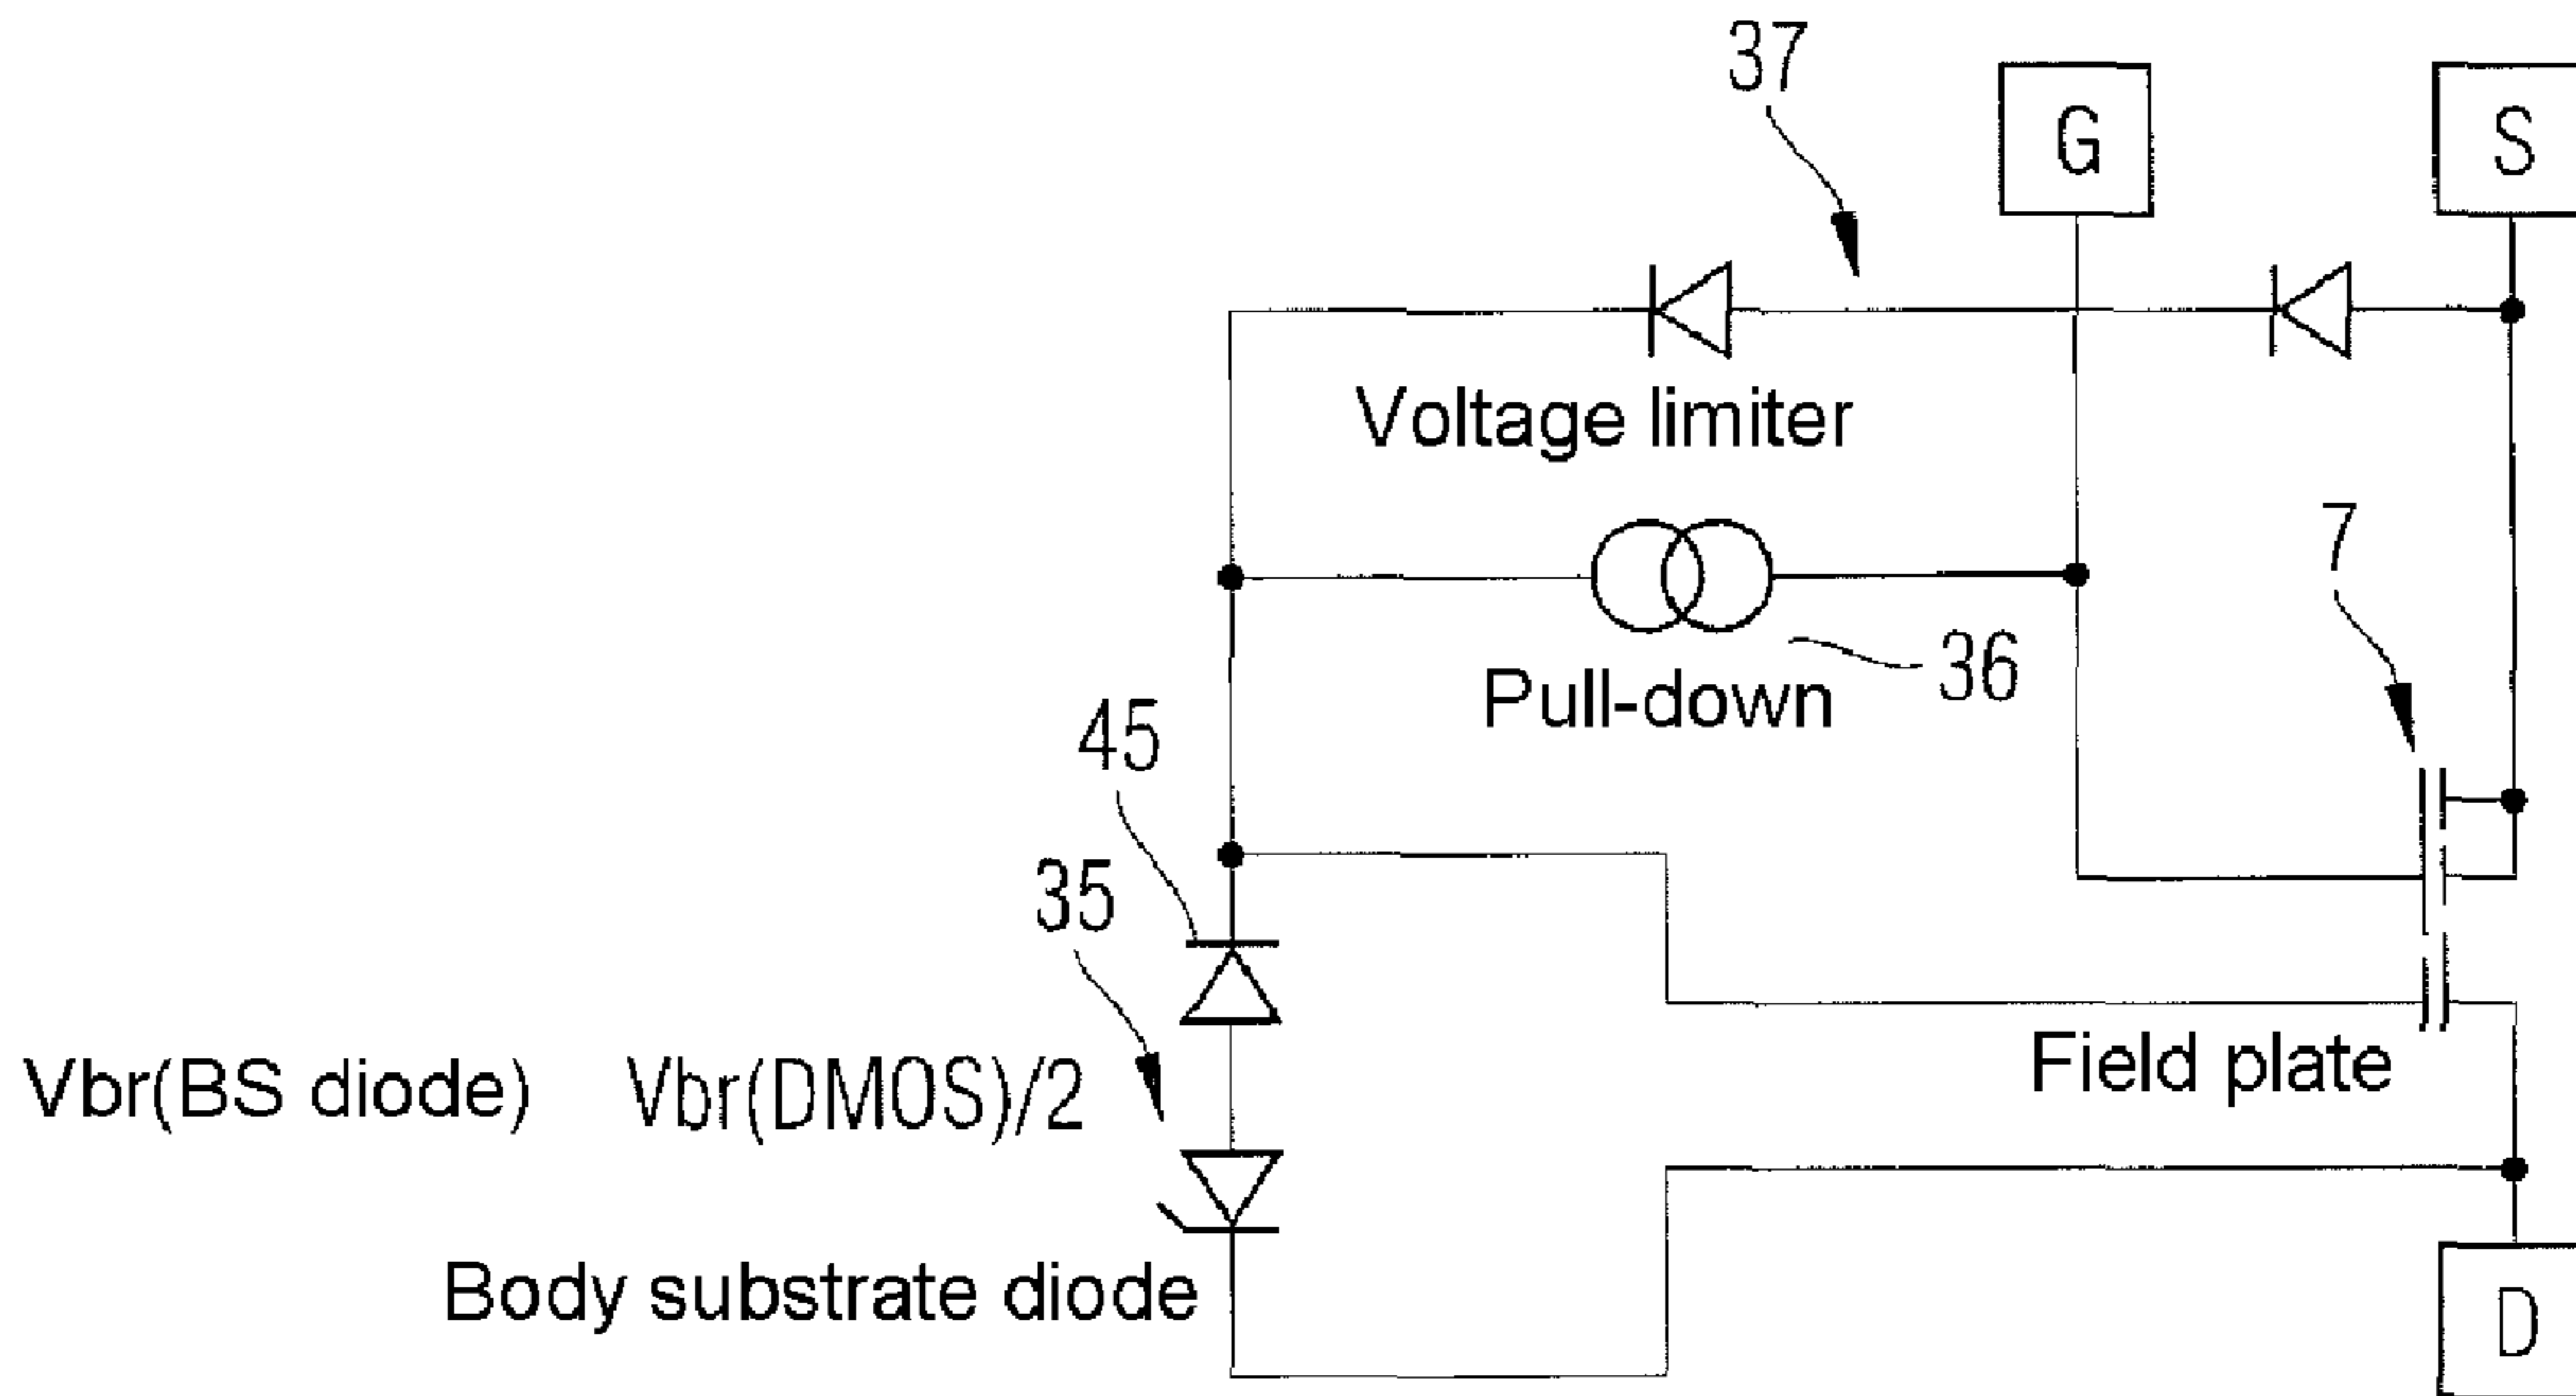 37
G
S
Voltage limiter
7
36
Pull-down
45
35
Field plate
Vbr(BS diode) Vbr(DMOS)/2
Body substrate diode
D